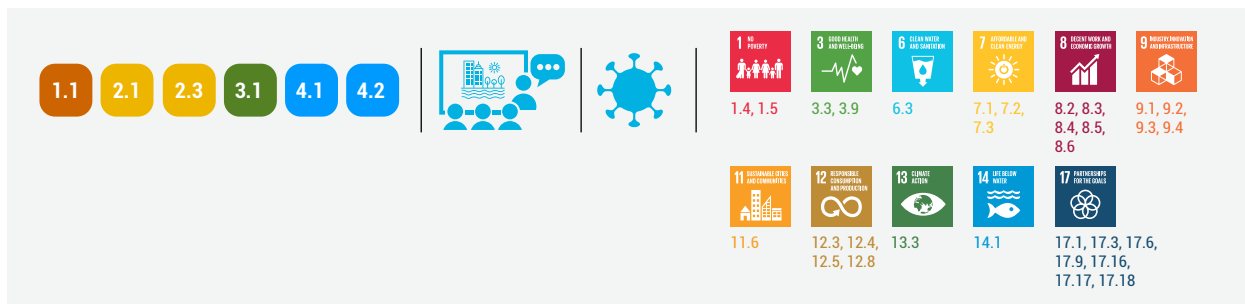 1.1 2.1 2.3 3.1 4.1 4.2
1 NO POVERTY
1.4, 1.5
3 GOOD HEALTH AND WELL-BEING
3.3, 3.9
6 CLEAN WATER AND SANITATION
6.3
7 AFFORDABLE AND CLEAN ENERGY
7.1, 7.2,
7.3
8 DECENT WORK AND ECONOMIC GROWTH
8.2, 8.3,
8.4, 8.5,
8.6
9 INDUSTRY, INNOVATION AND INFRASTRUCTURE
9.1, 9.2,
9.3, 9.4
11 SUSTAINABLE CITIES AND COMMUNITIES
11.6
12 RESPONSIBLE CONSUMPTION AND PRODUCTION
12.3, 12.4,
12.5, 12.8
13 CLIMATE ACTION
13.3
14 LIFE BELOW WATER
14.1
17 PARTNERSHIPS FOR THE GOALS
17.1, 17.3, 17.6,
17.9, 17.16,
17.17, 17.18